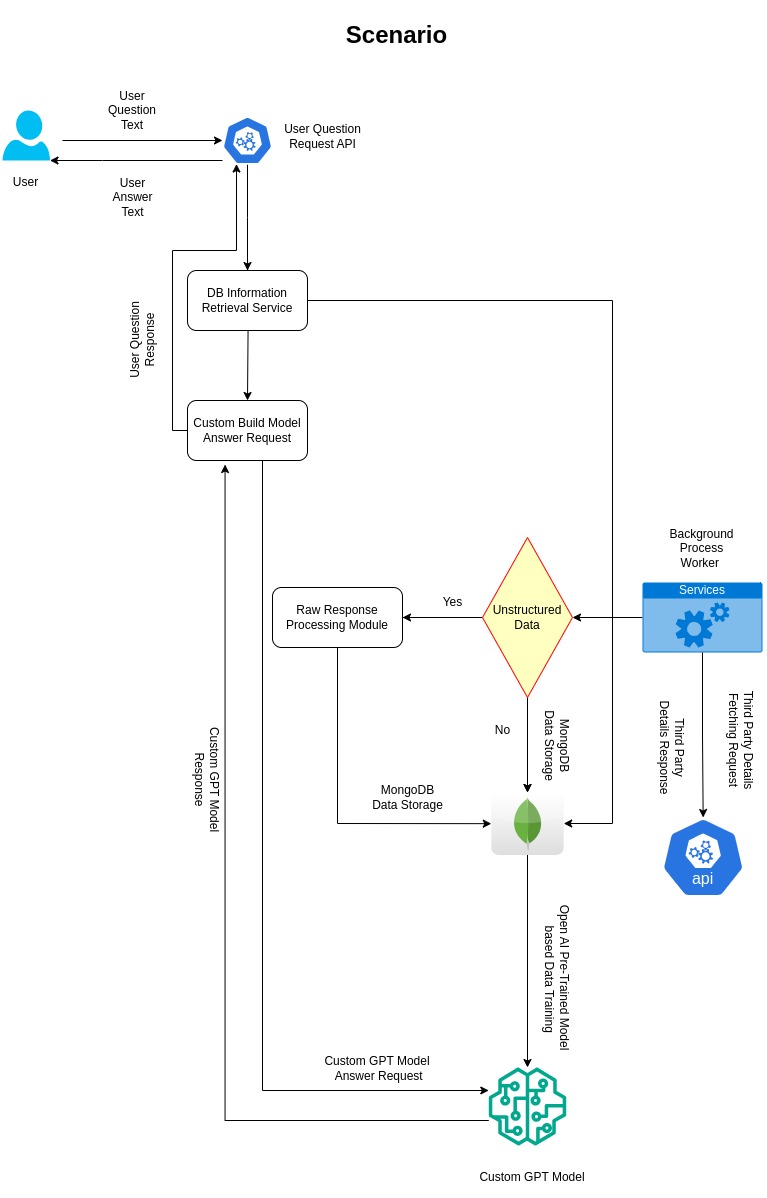 Scenario
User
Question
Text
User Question
Request API
User
User
Answer
Text
DB Information
Retrieval Service
User Question
Response
Custom Build Model
Answer Request
Background
Process
Worker
Services
Unstructured
Data
Yes
Raw Response
Processing Module
No
MongoDB
Data Storage
Third Party
Details Response
Third Party Details
Fetching Request
Custom GPT Model
Response
MongoDB
Data Storage
api
Open AI Pre-Trained Model
based Data Training
Custom GPT Model
Answer Request
Custom GPT Model